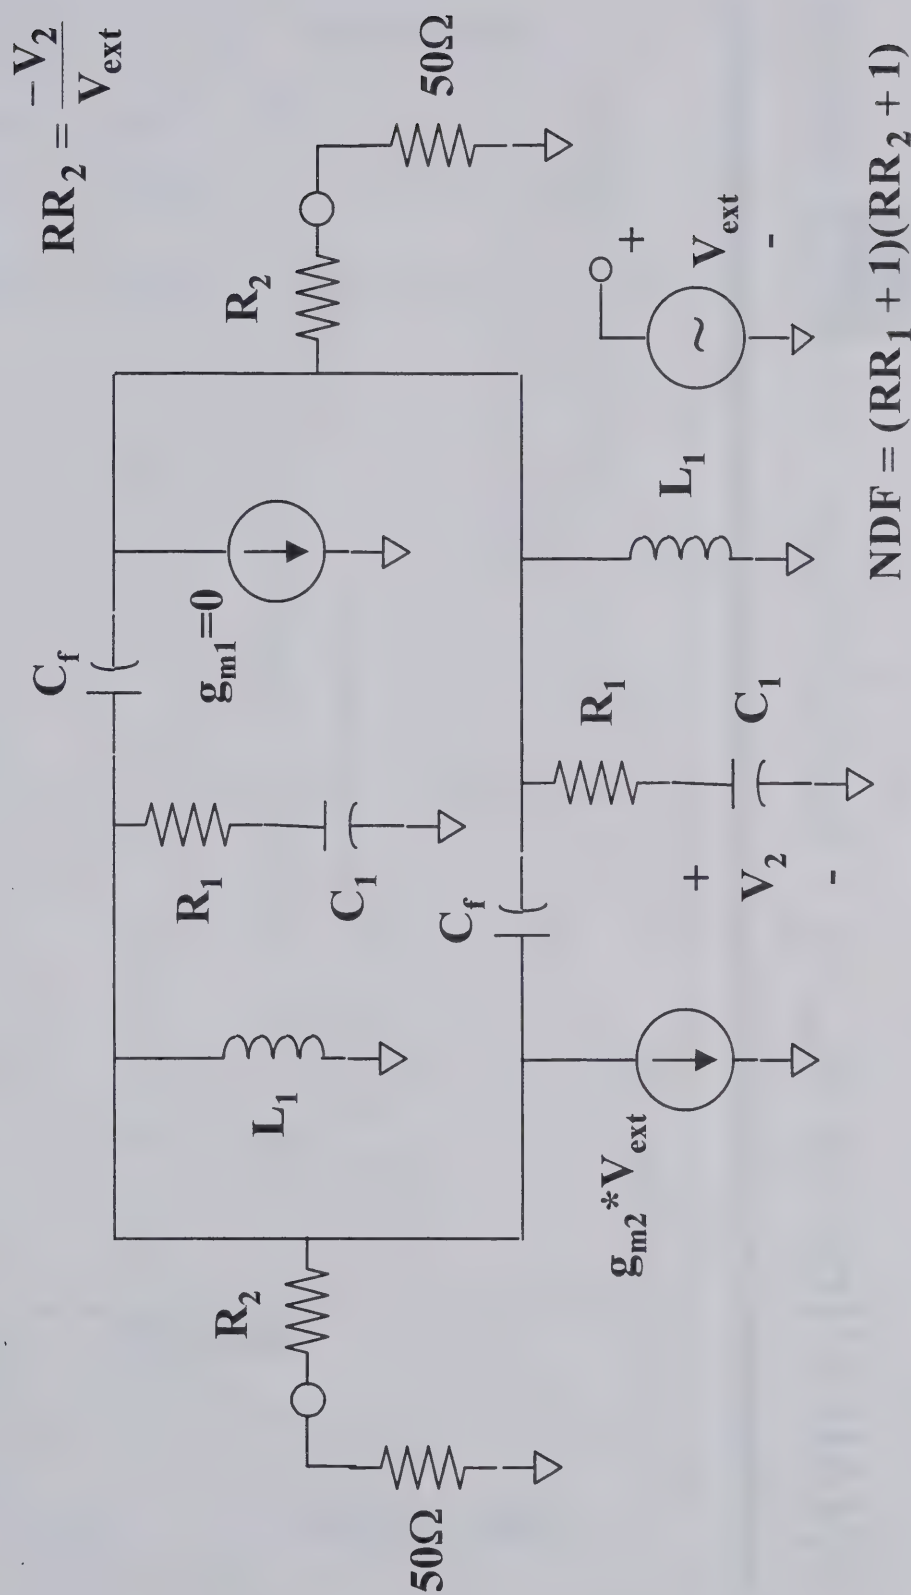 RR₂ = −V₂ / V_ext
C_f
R₂
L₁
R₁
C₁
g_m1=0
R₂
50Ω
50Ω
C_f
g_m2*V_ext
+
V₂
-
R₁
C₁
L₁
+
V_ext
-
~
NDF = (RR₁ + 1)(RR₂ + 1)